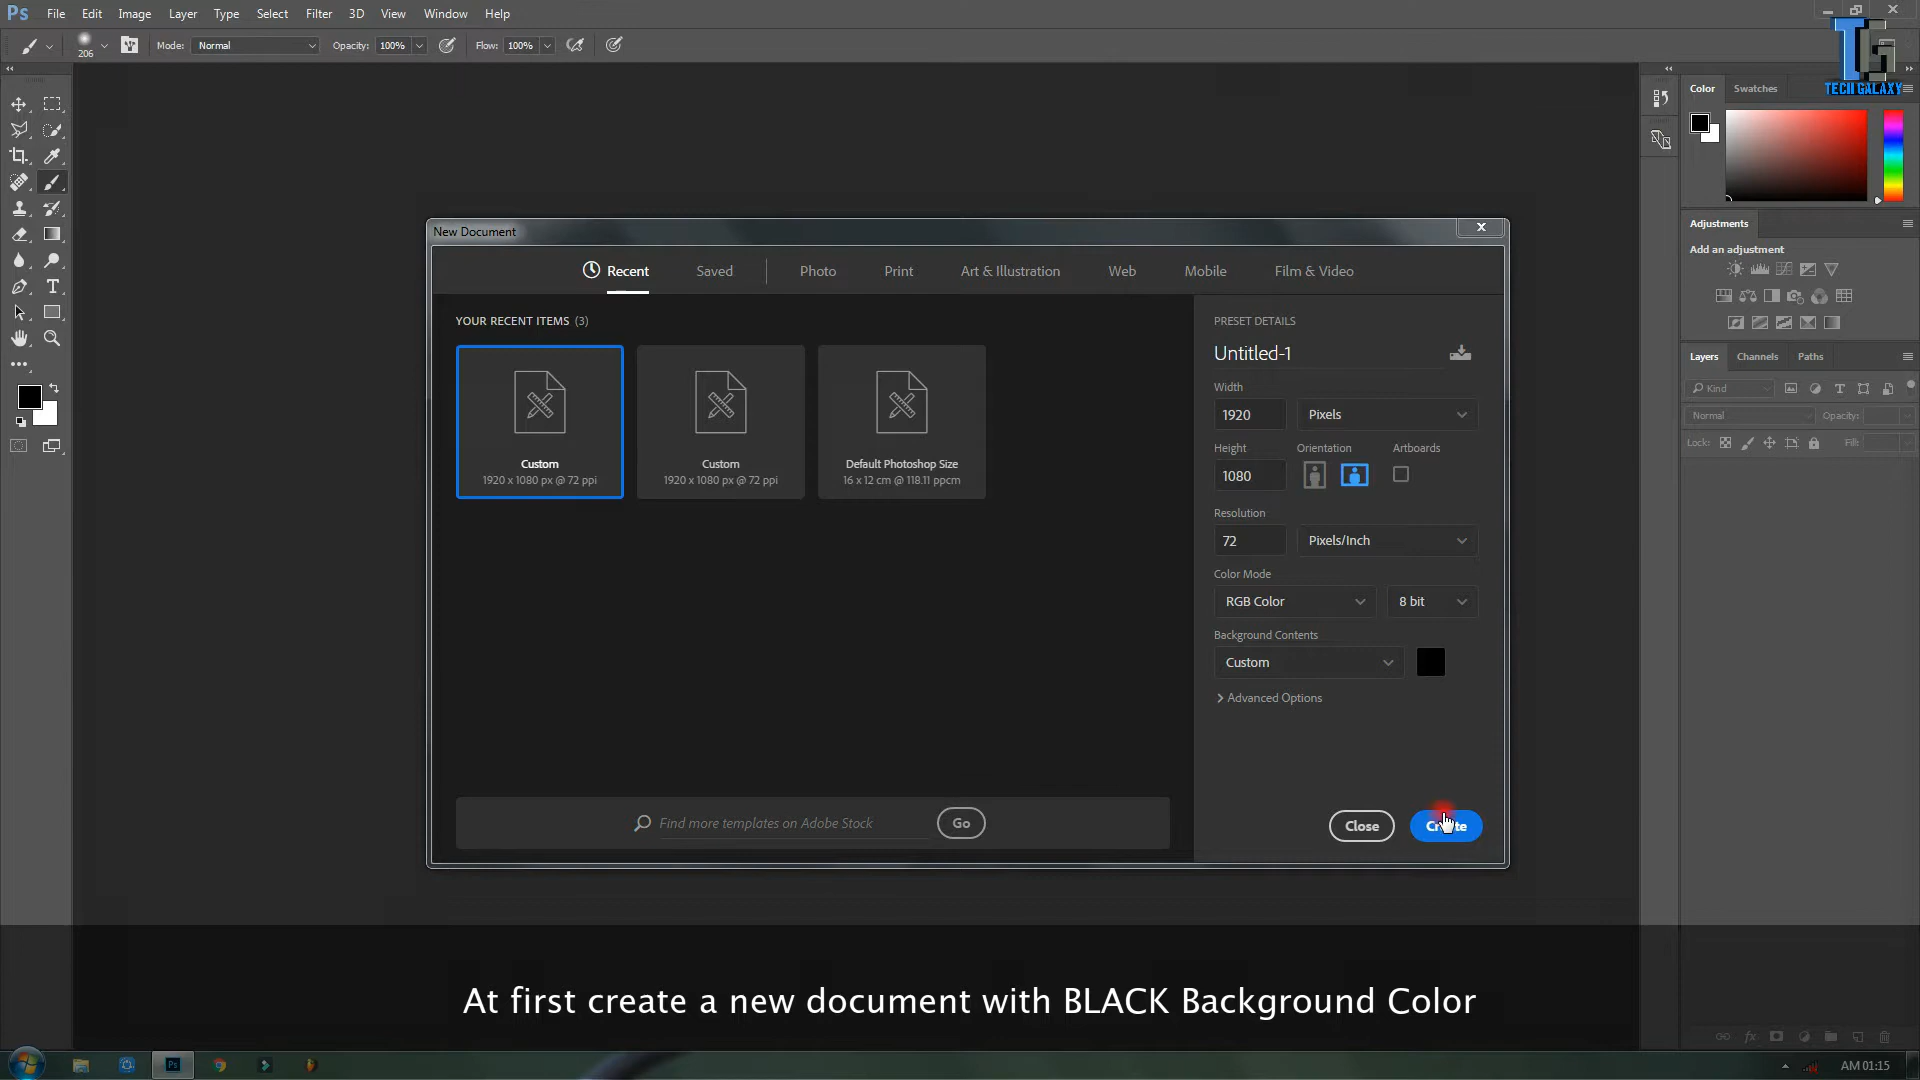 Ps File Edit Image Layer Type Select Filter 3D View Window Help
206 Mode: Normal Opacity: 100% Flow: 100%
TG
TECH GALAXY
Color Swatches
Adjustments
Add an adjustment
Layers Channels Paths
Kind
Normal Opacity:
Lock: Fill:
New Document
Recent Saved Photo Print Art & Illustration Web Mobile Film & Video
YOUR RECENT ITEMS (3)
Custom
1920 x 1080 px @ 72 ppi
Custom
1920 x 1080 px @ 72 ppi
Default Photoshop Size
16 x 12 cm @ 118.11 ppcm
PRESET DETAILS
Untitled-1
Width
1920 Pixels
Height Orientation Artboards
1080
Resolution
72 Pixels/Inch
Color Mode
RGB Color 8 bit
Background Contents
Custom
Advanced Options
Find more templates on Adobe Stock Go
Close Create
At first create a new document with BLACK Background Color
fx
Ps
AM 01:15